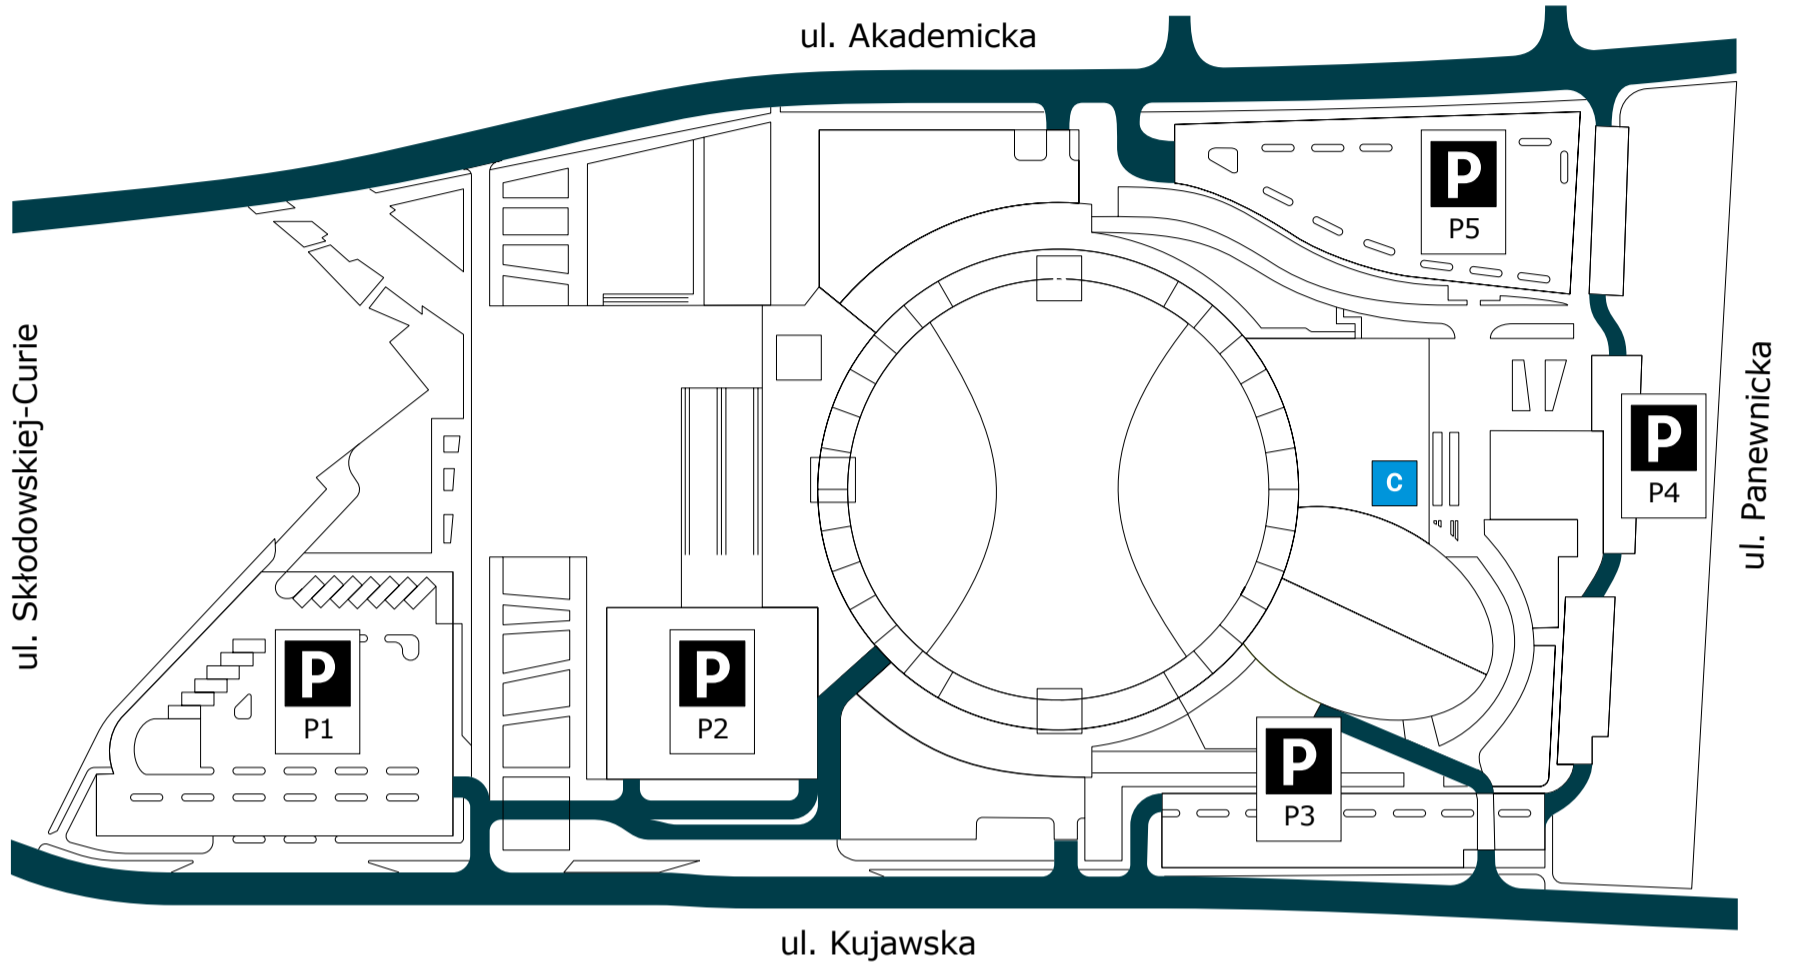 ul. Akademicka
P
P5
ul. Skłodowskiej-Curie
ul. Panewnicka
P
P4
C
P
P1
P
P2
P
P3
ul. Kujawska